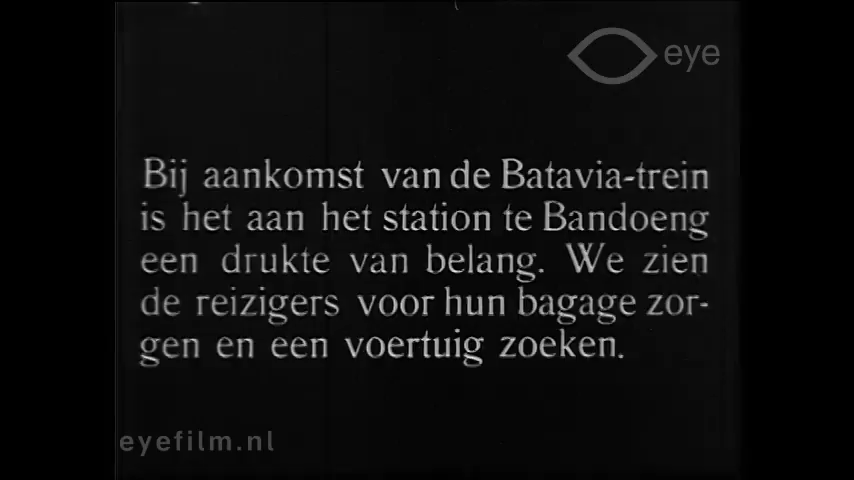 eye
Bij aankomst van de Batavia-trein
is het aan het station te Bandoeng
een drukte van belang. We zien
de reizigers voor hun bagage zor-
gen en een voertuig zoeken.
eyefilm.nl